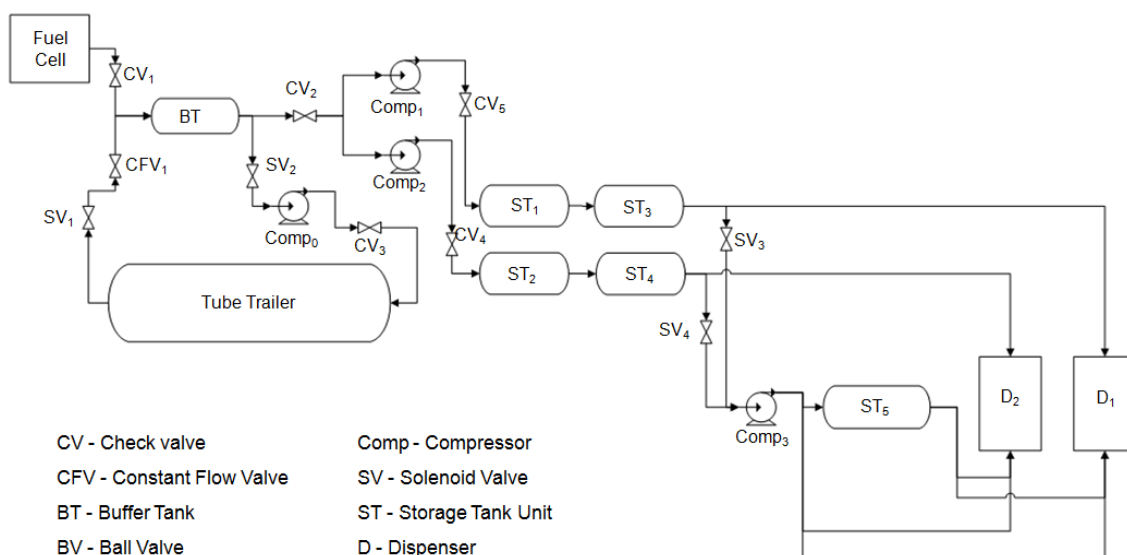 Fuel
Cell
CV₁
BT
CV₂
Comp₁
CV₅
CFV₁
SV₂
Comp₂
SV₁
Comp₀
CV₃
CV₄
ST₁
ST₃
SV₃
Tube Trailer
ST₂
ST₄
SV₄
Comp₃
ST₅
D₂
D₁
CV - Check valve
CFV - Constant Flow Valve
BT - Buffer Tank
BV - Ball Valve
Comp - Compressor
SV - Solenoid Valve
ST - Storage Tank Unit
D - Dispenser